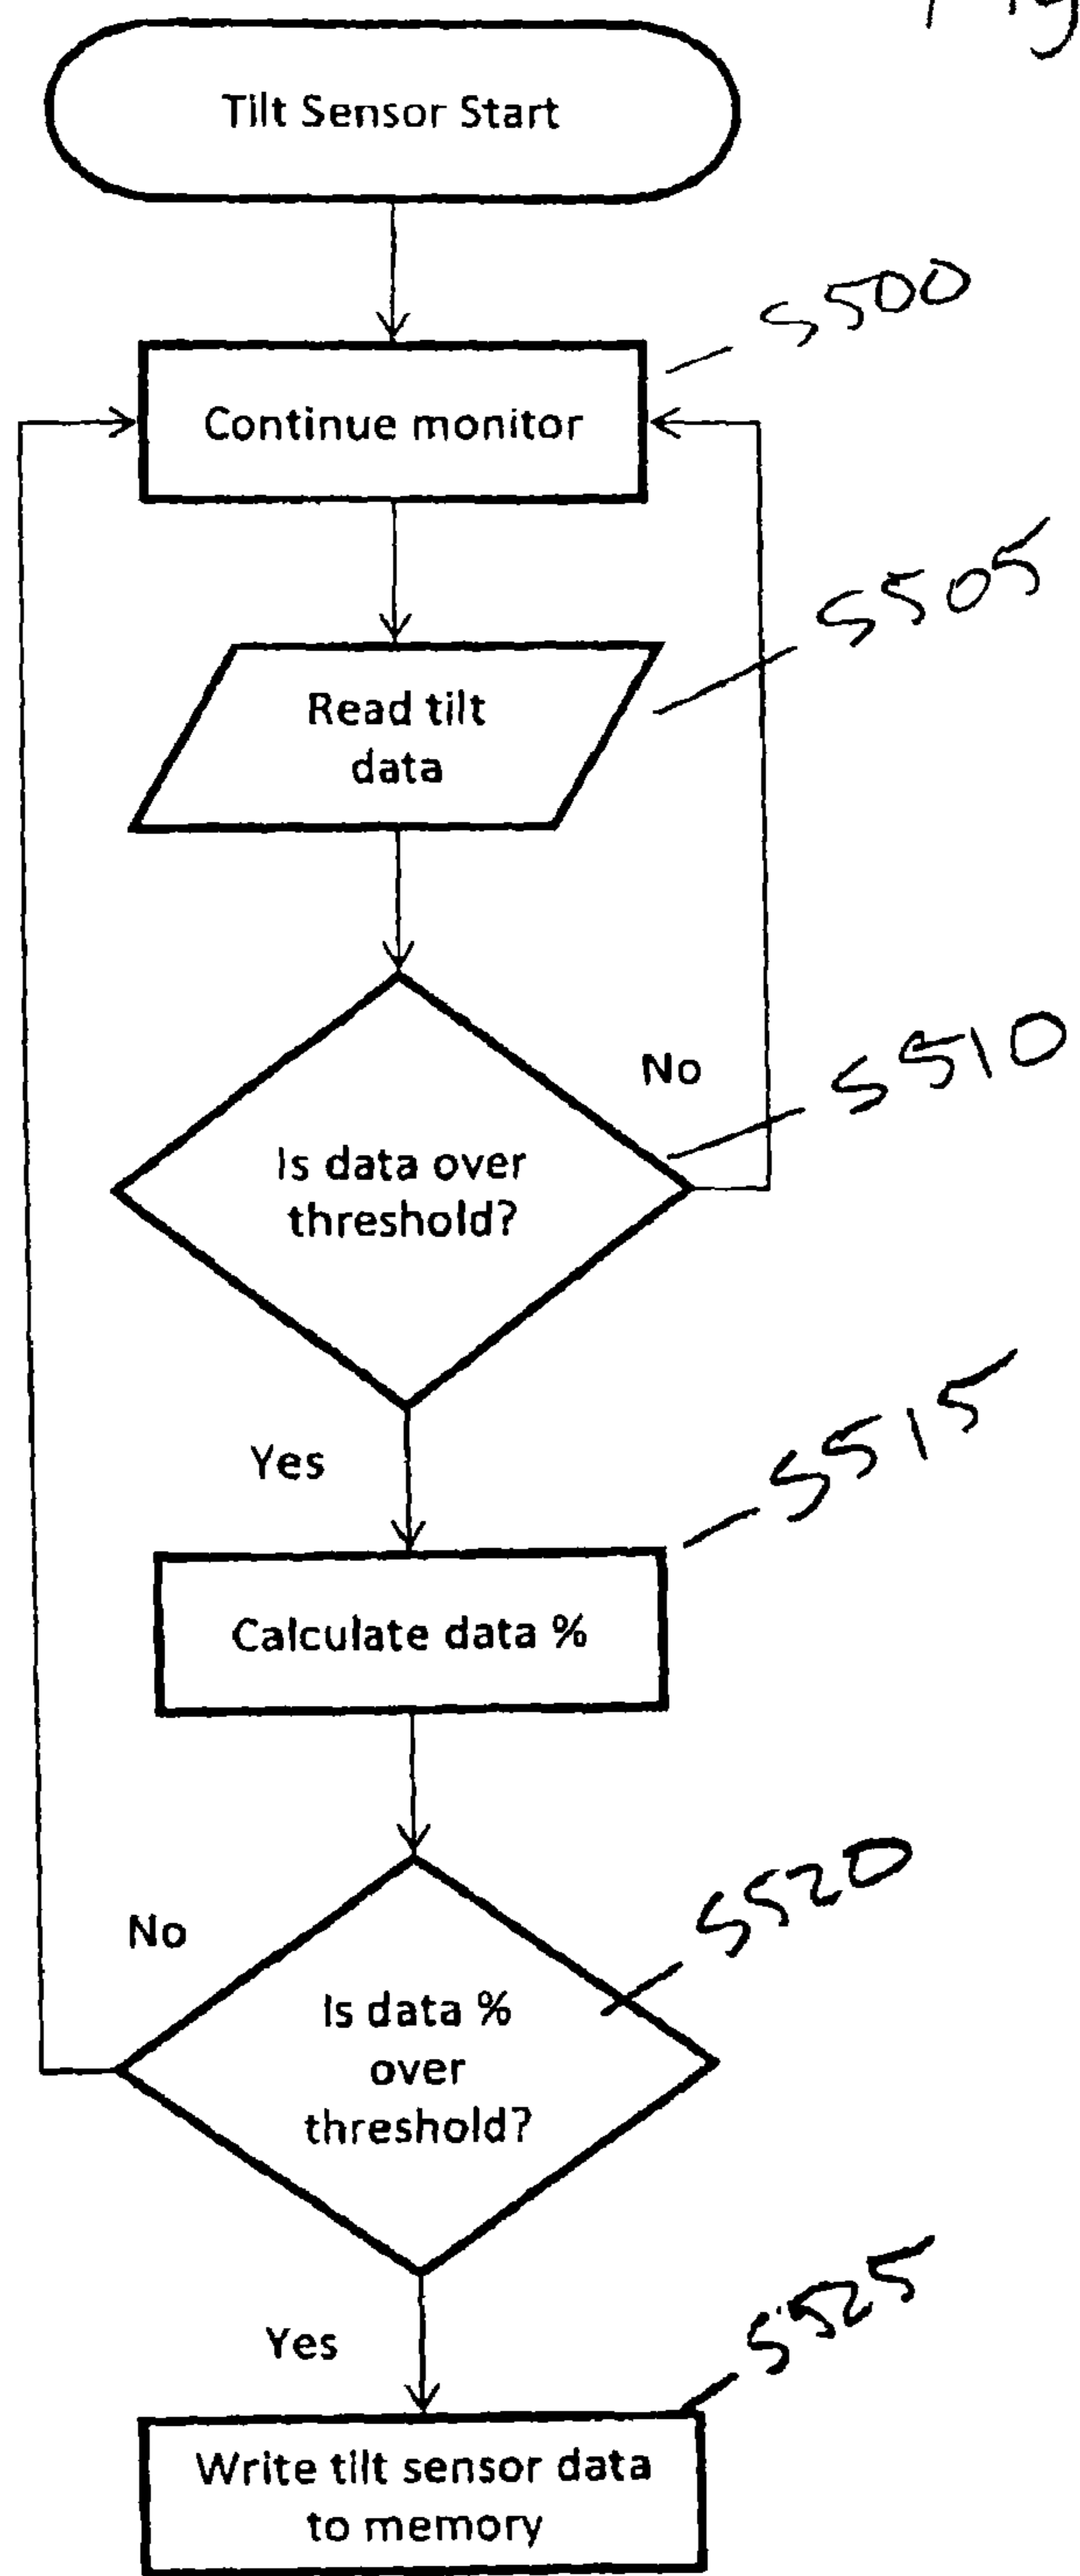 Fig
Tilt Sensor Start
S500
Continue monitor
S505
Read tilt
data
No
S510
Is data over
threshold?
Yes
S515
Calculate data %
S520
No
Is data %
over
threshold?
Yes
S525
Write tilt sensor data
to memory